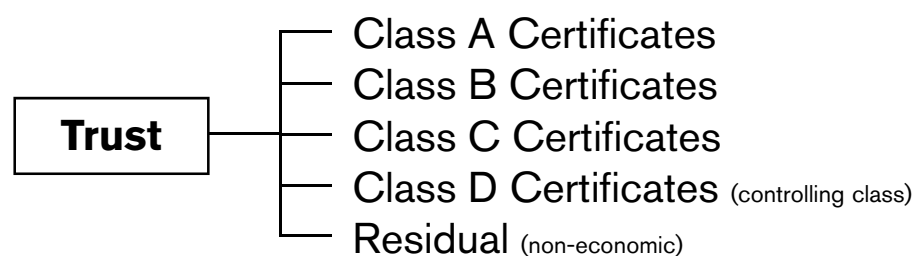 Class A Certificates
Class B Certificates
Trust
Class C Certificates
Class D Certificates (controlling class)
Residual (non-economic)